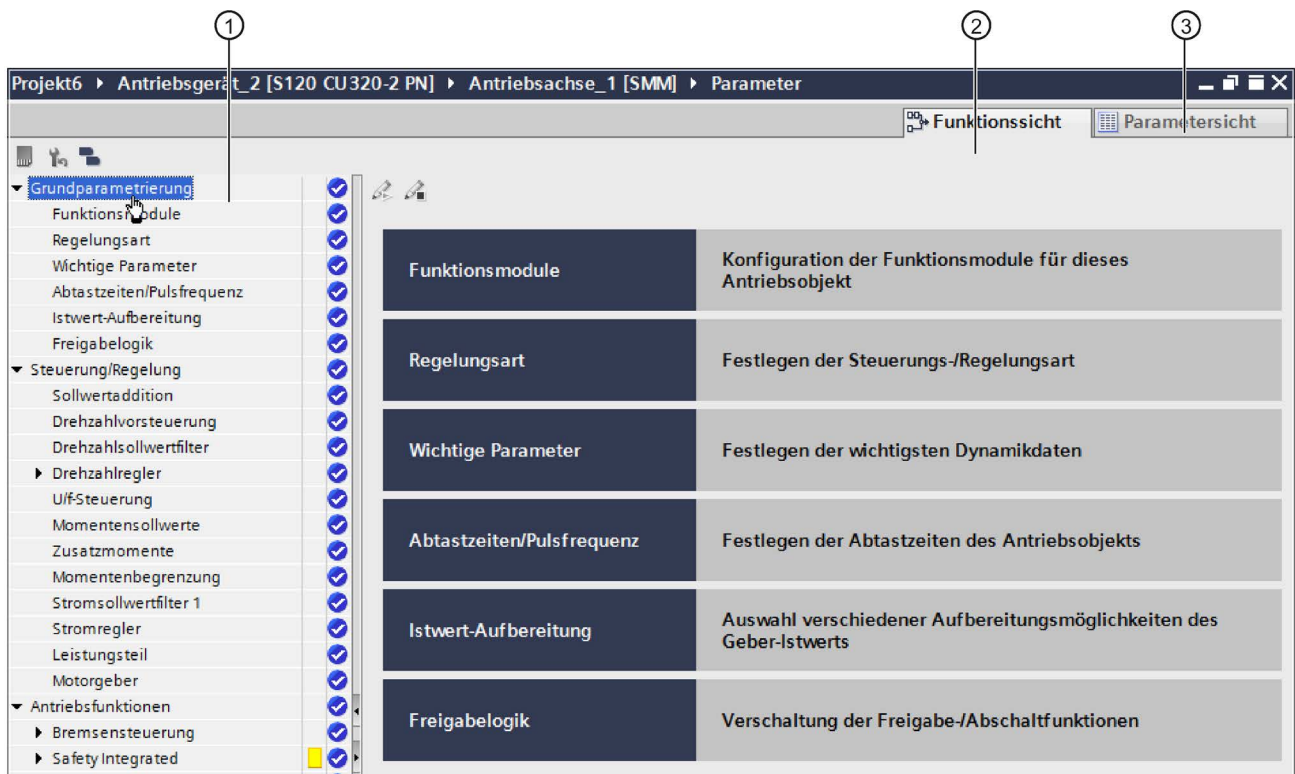 1 2 3
Projekt6 ▸ Antriebsgerät_2 [S120 CU320-2 PN] ▸ Antriebsachse_1 [SMM] ▸ Parameter
Funktionssicht Parametersicht
Grundparametrierung
Funktionsmodule
Regelungsart
Wichtige Parameter
Abtastzeiten/Pulsfrequenz
Istwert-Aufbereitung
Freigabelogik
Steuerung/Regelung
Sollwertaddition
Drehzahlvorsteuerung
Drehzahlsollwertfilter
Drehzahlregler
U/f-Steuerung
Momentensollwerte
Zusatzmomente
Momentenbegrenzung
Stromsollwertfilter 1
Stromregler
Leistungsteil
Motorgeber
Antriebsfunktionen
Bremsensteuerung
Safety Integrated
Funktionsmodule
Konfiguration der Funktionsmodule für dieses
Antriebsobjekt
Regelungsart
Festlegen der Steuerungs-/Regelungsart
Wichtige Parameter
Festlegen der wichtigsten Dynamikdaten
Abtastzeiten/Pulsfrequenz
Festlegen der Abtastzeiten des Antriebsobjekts
Istwert-Aufbereitung
Auswahl verschiedener Aufbereitungsmöglichkeiten des
Geber-Istwerts
Freigabelogik
Verschaltung der Freigabe-/Abschaltfunktionen